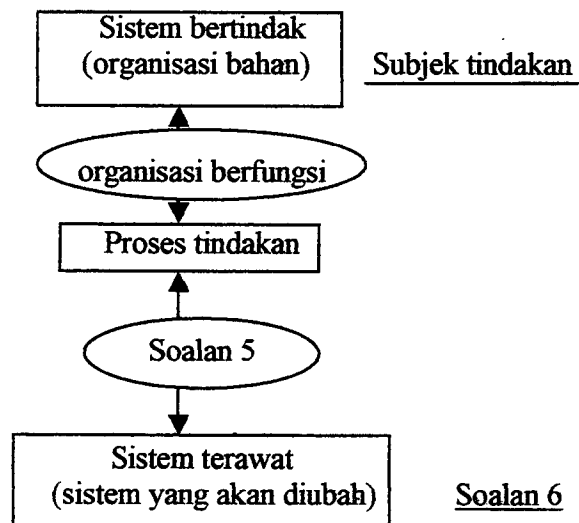 Sistem bertindak
(organisasi bahan)
Subjek tindakan
organisasi berfungsi
Proses tindakan
Soalan 5
Sistem terawat
(sistem yang akan diubah)
Soalan 6